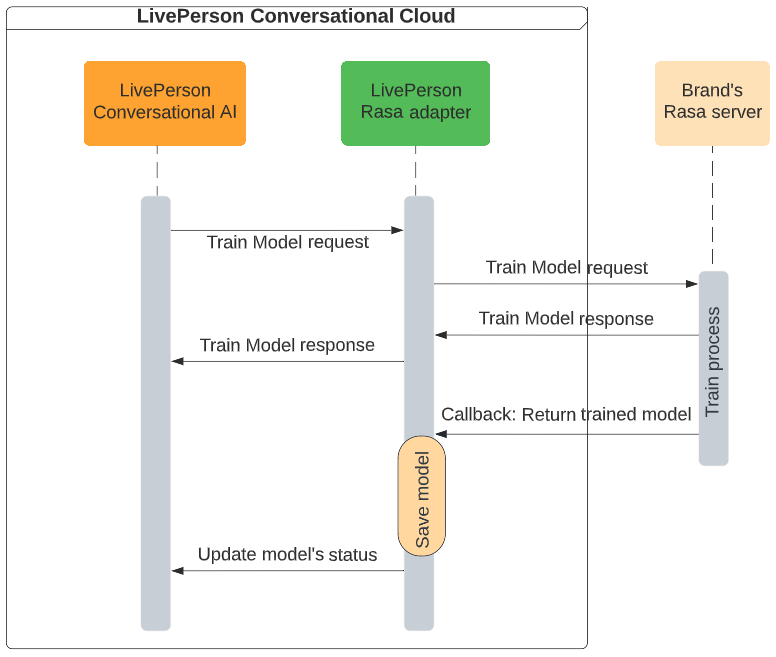 LivePerson Conversational Cloud
LivePerson
Conversational AI
LivePerson
Rasa adapter
Brand's
Rasa server
Train Model request
Train Model request
Train Model response
Train Model response
Train process
Callback: Return trained model
Save model
Update model's status